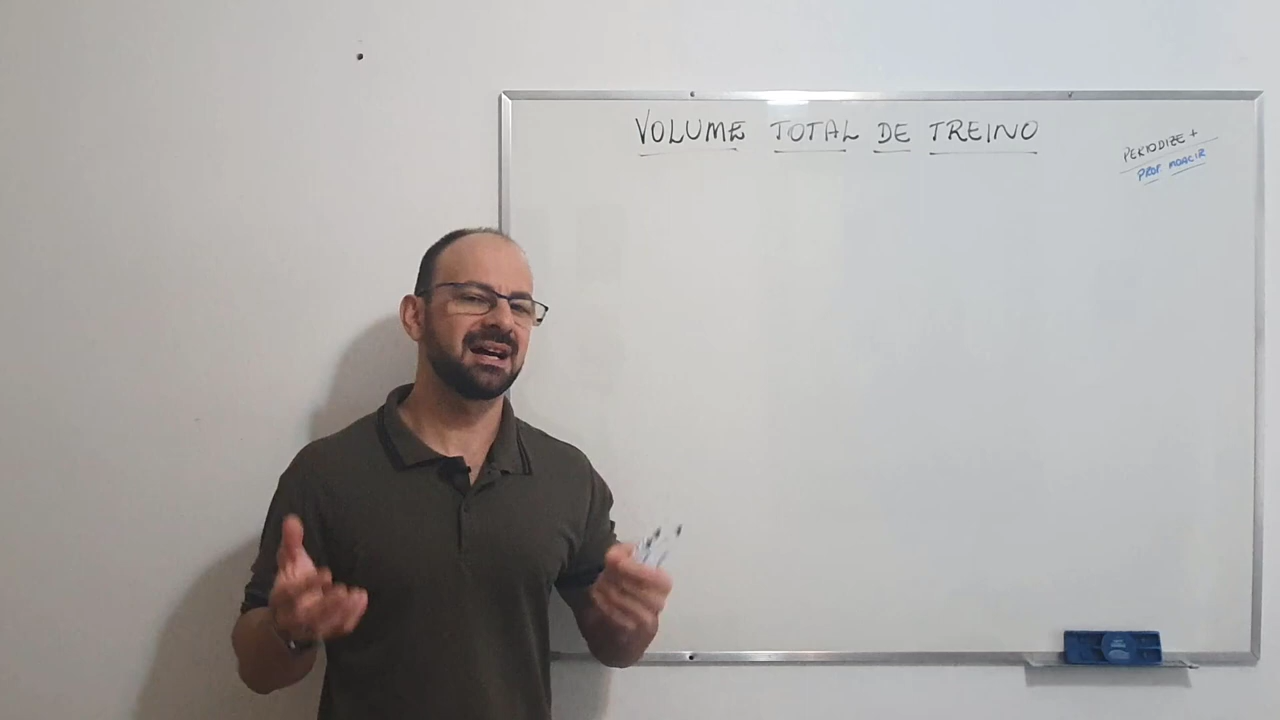 VOLUME TOTAL DE TREINO
PERIODIZE +
PROF. MOACIR